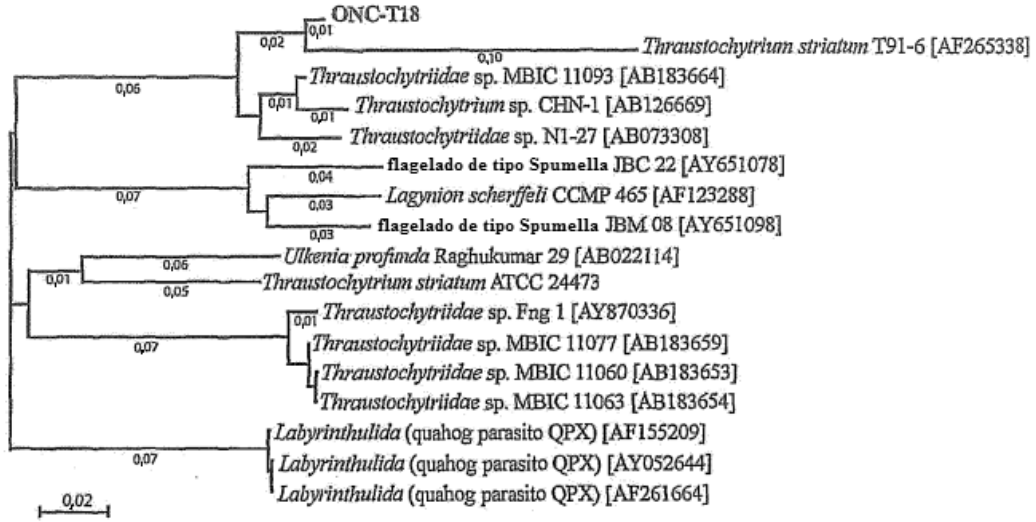 ONC-T18
0,01
0,02
Thraustochytrium striatum T91-6 [AF265338]
0,10
Thraustochytriidae sp. MBIC 11093 [AB183664]
0,06
0,01
Thraustochytrium sp. CHN-1 [AB126669]
0,01
Thraustochytriidae sp. N1-27 [AB073308]
0,02
flagelado de tipo Spumella JBC 22 [AY651078]
0,04
0,07
Lagynion scherffeli CCMP 465 [AF123288]
0,03
flagelado de tipo Spumella JBM 08 [AY651098]
0,03
Ulkenia profunda Raghukumar 29 [AB022114]
0,06
0,01
Thraustochytrium striatum ATCC 24473
0,05
Thraustochytriidae sp. Fng 1 [AY870336]
0,01
0,07
Thraustochytriidae sp. MBIC 11077 [AB183659]
Thraustochytriidae sp. MBIC 11060 [AB183653]
Thraustochytriidae sp. MBIC 11063 [AB183654]
Labyrinthulida (quahog parasito QPX) [AF155209]
0,07
Labyrinthulida (quahog parasito QPX) [AY052644]
Labyrinthulida (quahog parasito QPX) [AF261664]
0,02